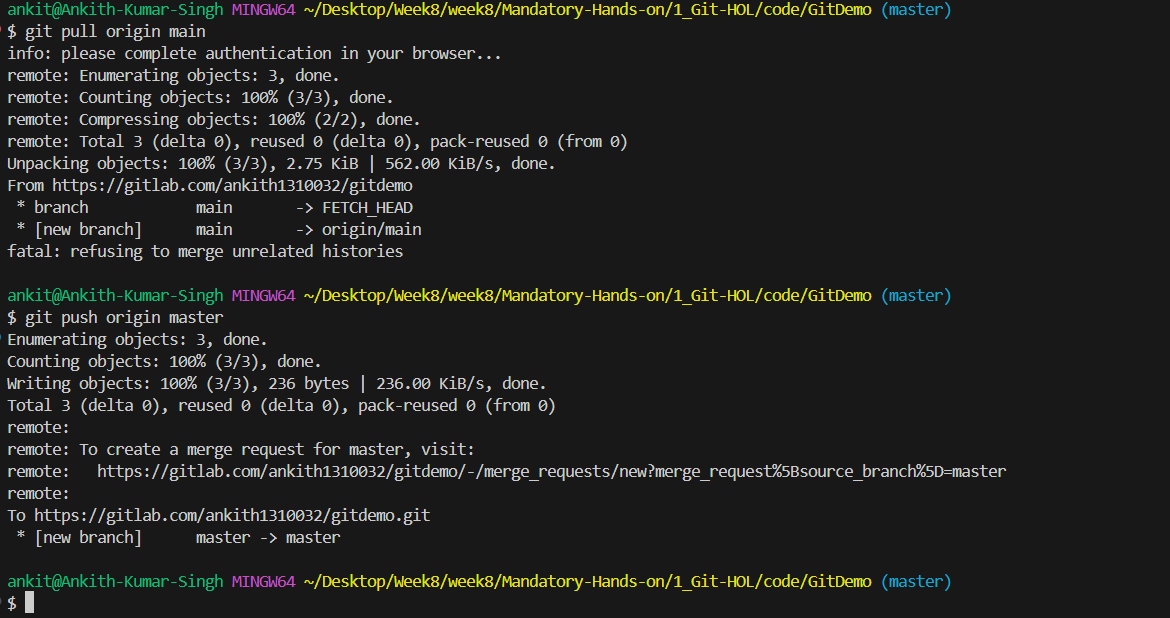 ankit@Ankith-Kumar-Singh MINGW64 ~/Desktop/Week8/week8/Mandatory-Hands-on/1_Git-HOL/code/GitDemo (master)
$ git pull origin main
info: please complete authentication in your browser...
remote: Enumerating objects: 3, done.
remote: Counting objects: 100% (3/3), done.
remote: Compressing objects: 100% (2/2), done.
remote: Total 3 (delta 0), reused 0 (delta 0), pack-reused 0 (from 0)
Unpacking objects: 100% (3/3), 2.75 KiB | 562.00 KiB/s, done.
From https://gitlab.com/ankith1310032/gitdemo
 * branch            main       -> FETCH_HEAD
 * [new branch]      main       -> origin/main
fatal: refusing to merge unrelated histories

ankit@Ankith-Kumar-Singh MINGW64 ~/Desktop/Week8/week8/Mandatory-Hands-on/1_Git-HOL/code/GitDemo (master)
$ git push origin master
Enumerating objects: 3, done.
Counting objects: 100% (3/3), done.
Writing objects: 100% (3/3), 236 bytes | 236.00 KiB/s, done.
Total 3 (delta 0), reused 0 (delta 0), pack-reused 0 (from 0)
remote:
remote: To create a merge request for master, visit:
remote:   https://gitlab.com/ankith1310032/gitdemo/-/merge_requests/new?merge_request%5Bsource_branch%5D=master
remote:
To https://gitlab.com/ankith1310032/gitdemo.git
 * [new branch]      master -> master

ankit@Ankith-Kumar-Singh MINGW64 ~/Desktop/Week8/week8/Mandatory-Hands-on/1_Git-HOL/code/GitDemo (master)
$